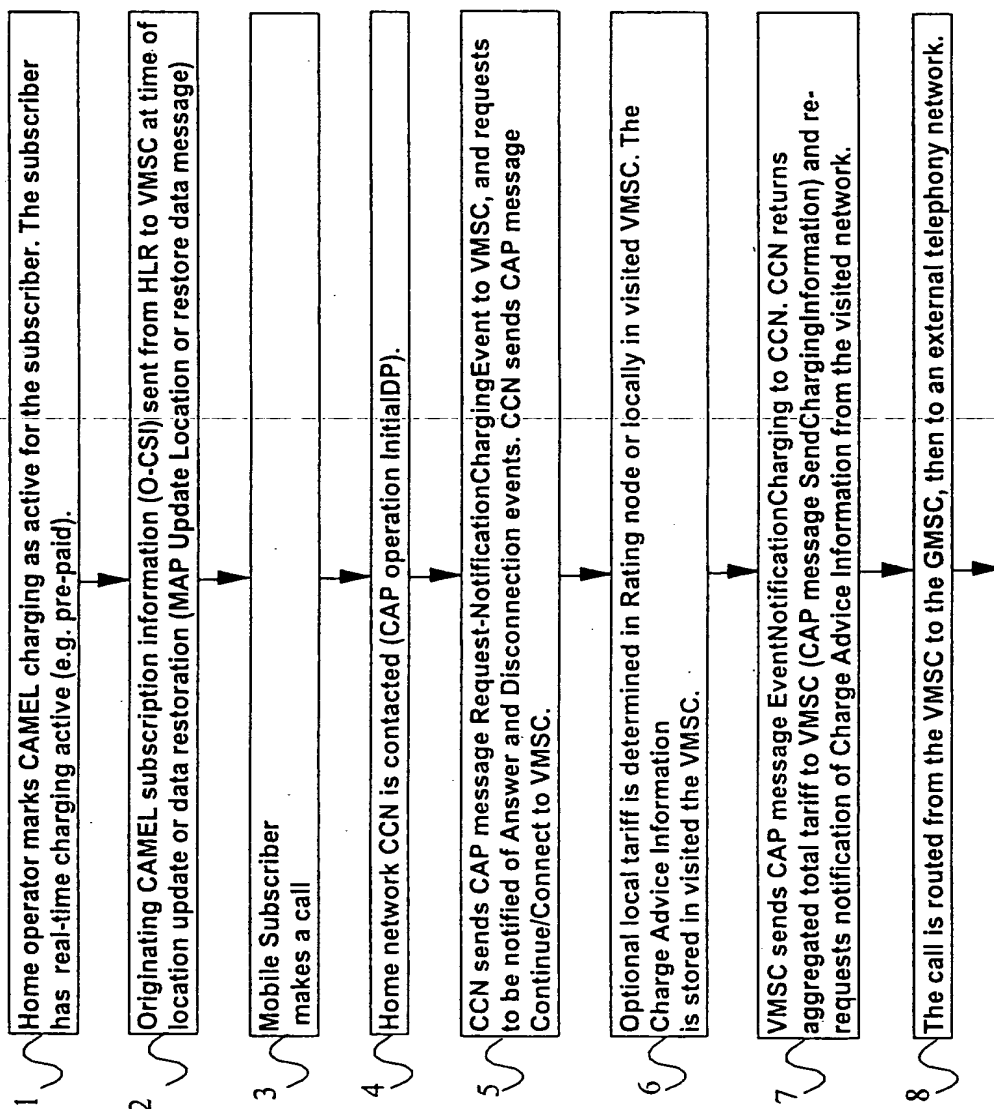 1
Home operator marks CAMEL charging as active for the subscriber. The subscriber
has real-time charging active (e.g. pre-paid).
2
Originating CAMEL subscription information (O-CSI) sent from HLR to VMSC at time of
location update or data restoration (MAP Update Location or restore data message)
3
Mobile Subscriber
makes a call
4
Home network CCN is contacted (CAP operation InitialDP).
5
CCN sends CAP message Request-NotificationChargingEvent to VMSC, and requests
to be notified of Answer and Disconnection events. CCN sends CAP message
Continue/Connect to VMSC.
6
Optional local tariff is determined in Rating node or locally in visited VMSC. The
Charge Advice Information
is stored in visited the VMSC.
7
VMSC sends CAP message EventNotificationCharging to CCN. CCN returns
aggregated total tariff to VMSC (CAP message SendChargingInformation) and re-
requests notification of Charge Advice Information from the visited network.
8
The call is routed from the VMSC to the GMSC, then to an external telephony network.